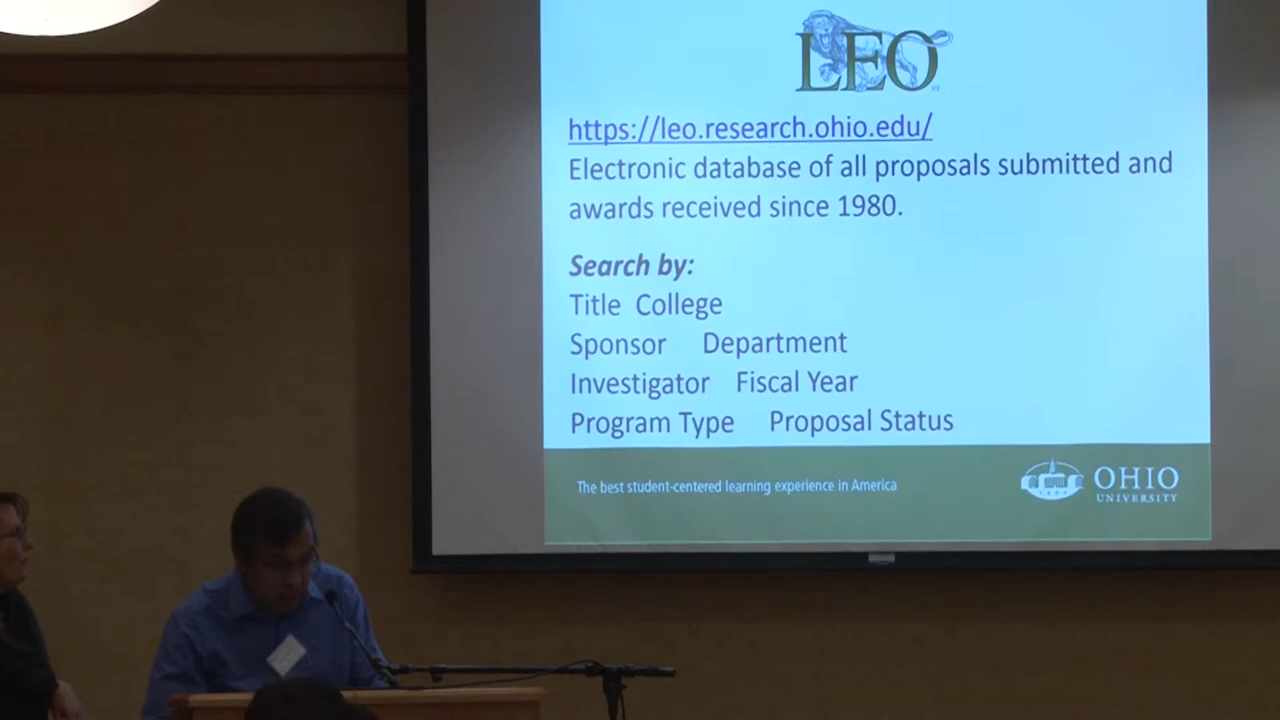 LEO
https://leo.research.ohio.edu/
Electronic database of all proposals submitted and
awards received since 1980.
Search by:
Title College
Sponsor Department
Investigator Fiscal Year
Program Type Proposal Status
The best student-centered learning experience in America
OHIO
UNIVERSITY